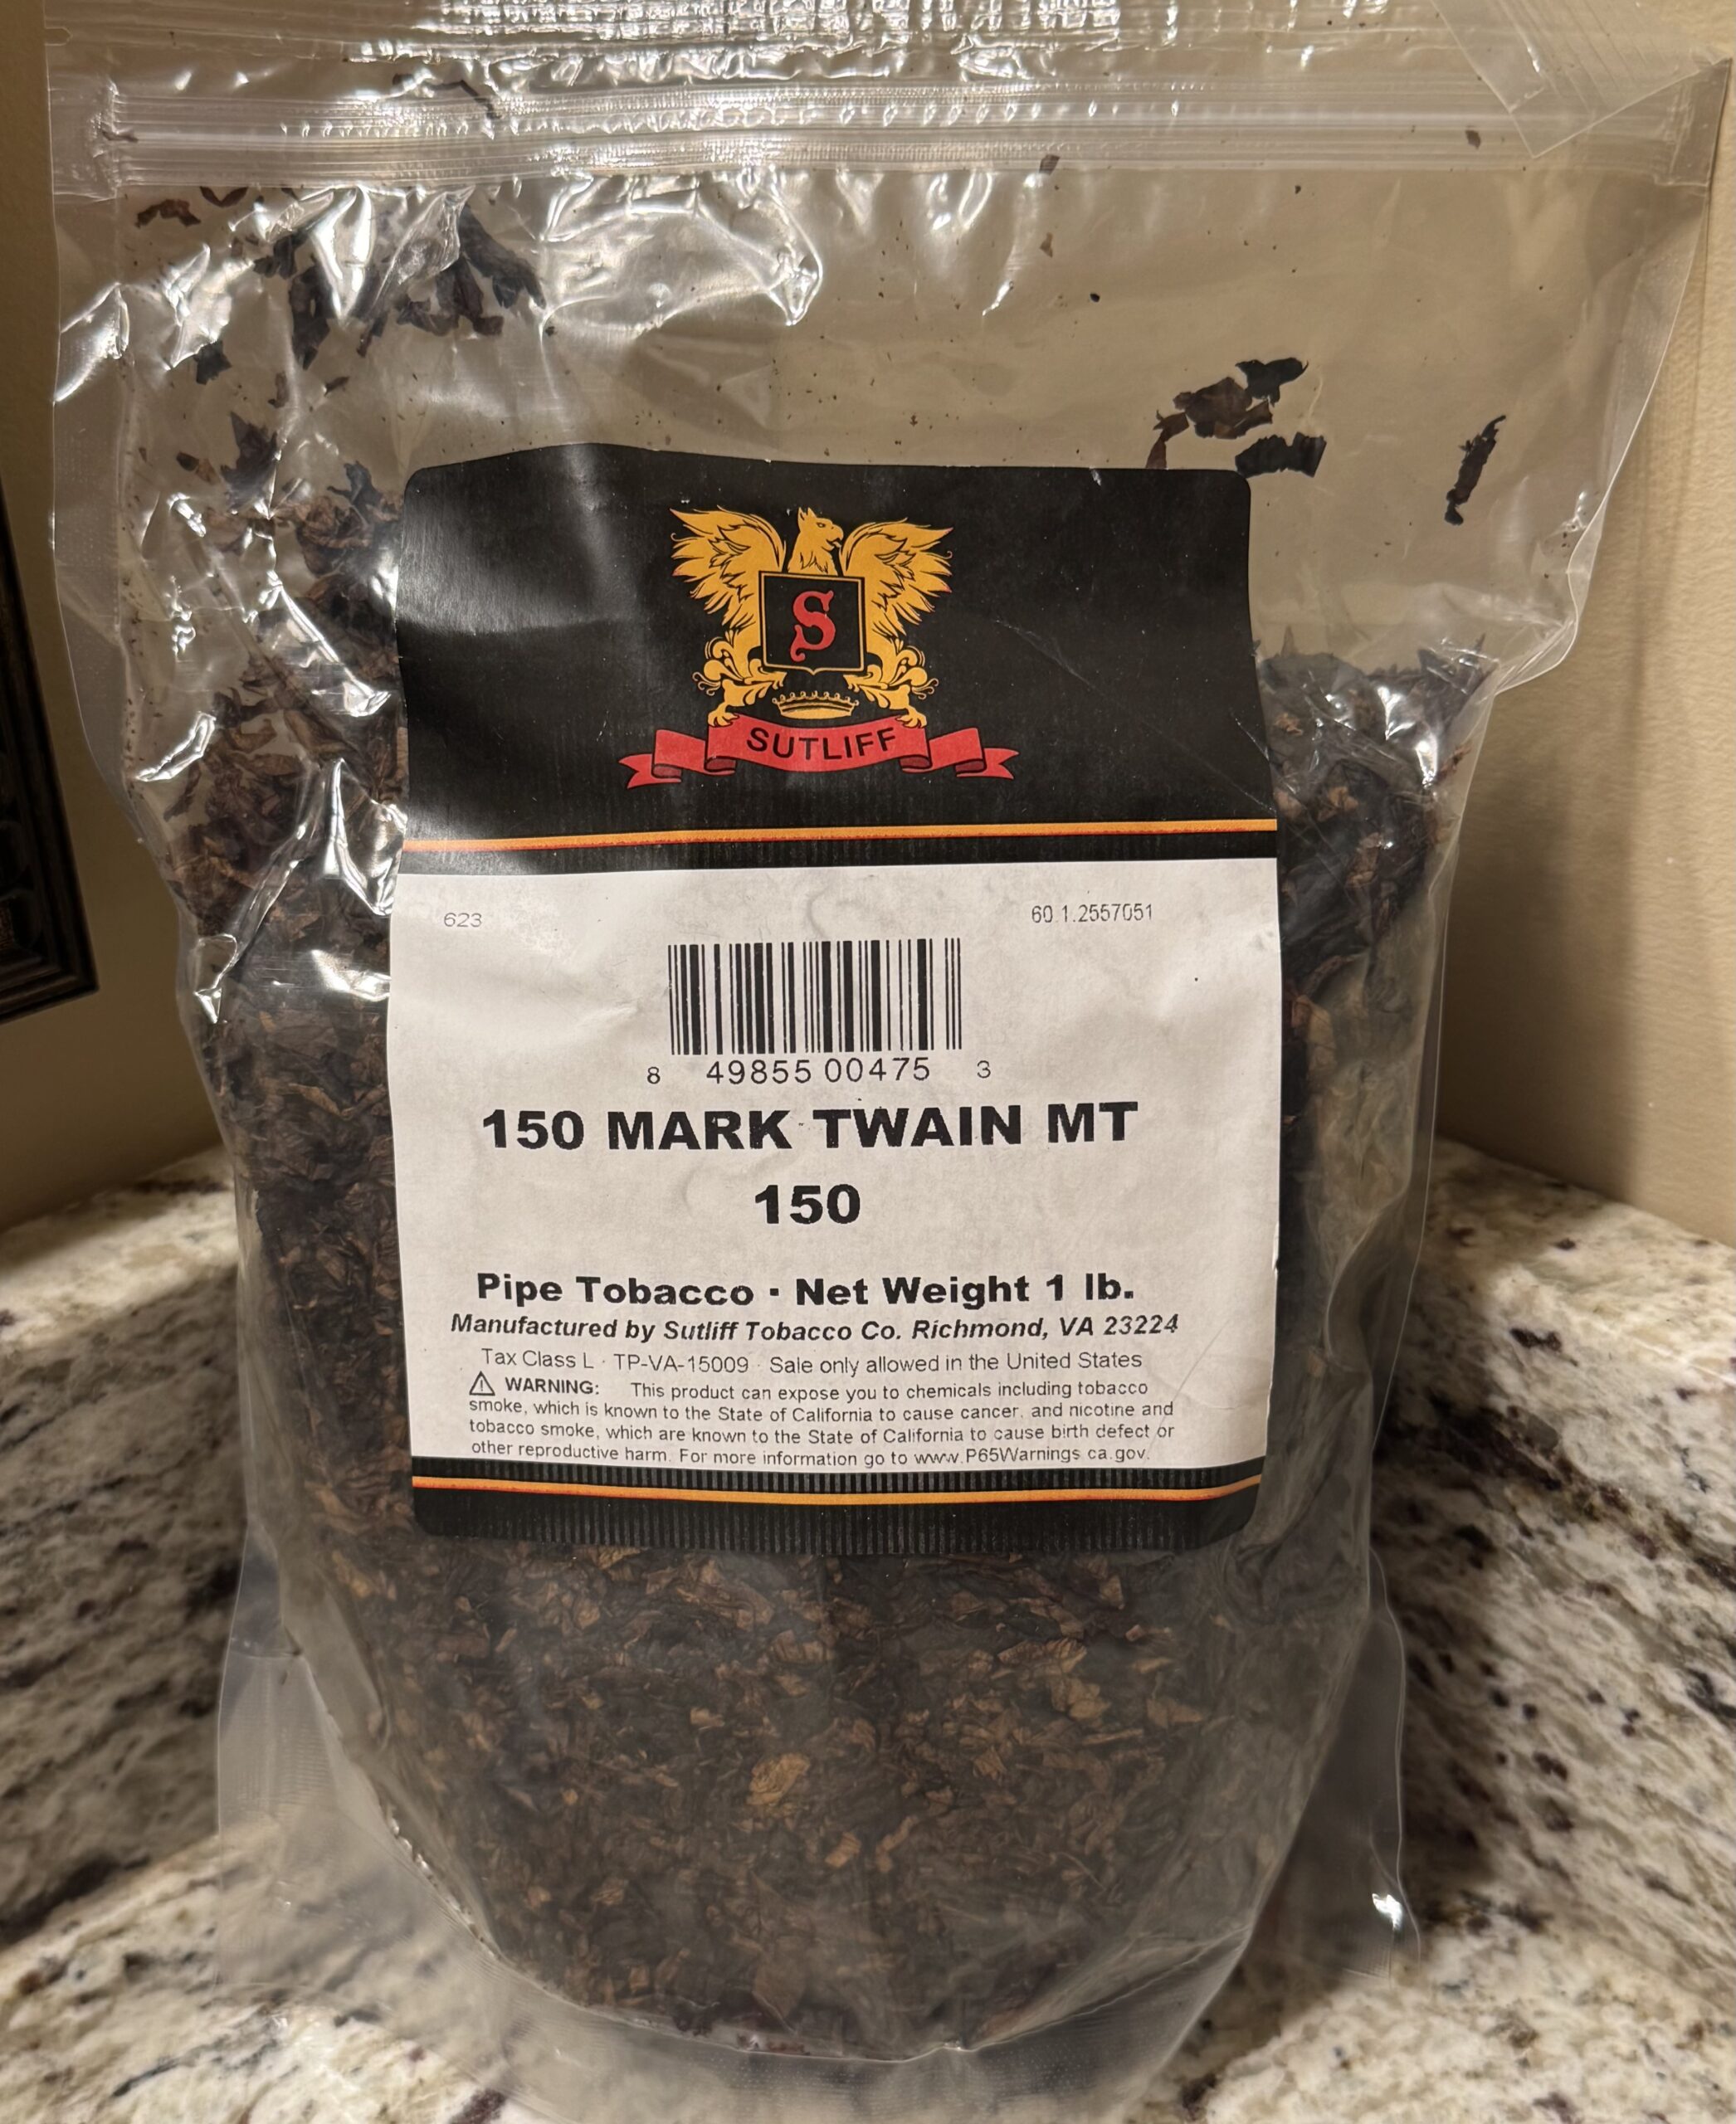 S
SUTLIFF
623 60.1.2557051
8 49855 00475 3
150 MARK TWAIN MT
150
Pipe Tobacco · Net Weight 1 lb.
Manufactured by Sutliff Tobacco Co. Richmond, VA 23224
Tax Class L · TP-VA-15009 · Sale only allowed in the United States
⚠ WARNING: This product can expose you to chemicals including tobacco
smoke, which is known to the State of California to cause cancer, and nicotine and
tobacco smoke, which are known to the State of California to cause birth defect or
other reproductive harm. For more information go to www.P65Warnings.ca.gov.